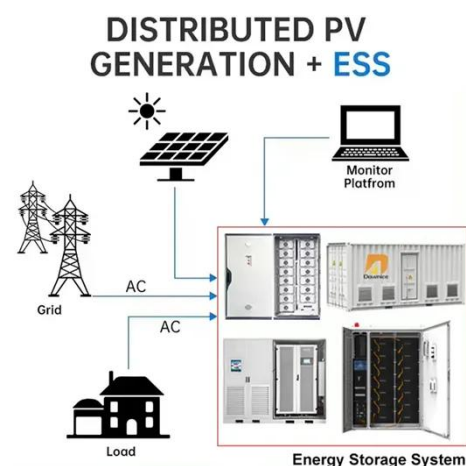 DISTRIBUTED PV
GENERATION + ESS
Monitor
Platfrom
Grid
AC
AC
Load
Energy Storage System